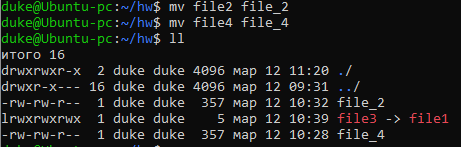 duke@Ubuntu-pc:~/hw$ mv file2 file_2
duke@Ubuntu-pc:~/hw$ mv file4 file_4
duke@Ubuntu-pc:~/hw$ ll
итого 16
drwxrwxr-x  2 duke duke 4096 мар 12 11:20 ./
drwxr-x--- 16 duke duke 4096 мар 12 09:31 ../
-rw-rw-r--  1 duke duke  357 мар 12 10:32 file_2
lrwxrwxrwx  1 duke duke    5 мар 12 10:39 file3 -> file1
-rw-rw-r--  1 duke duke  357 мар 12 10:28 file_4